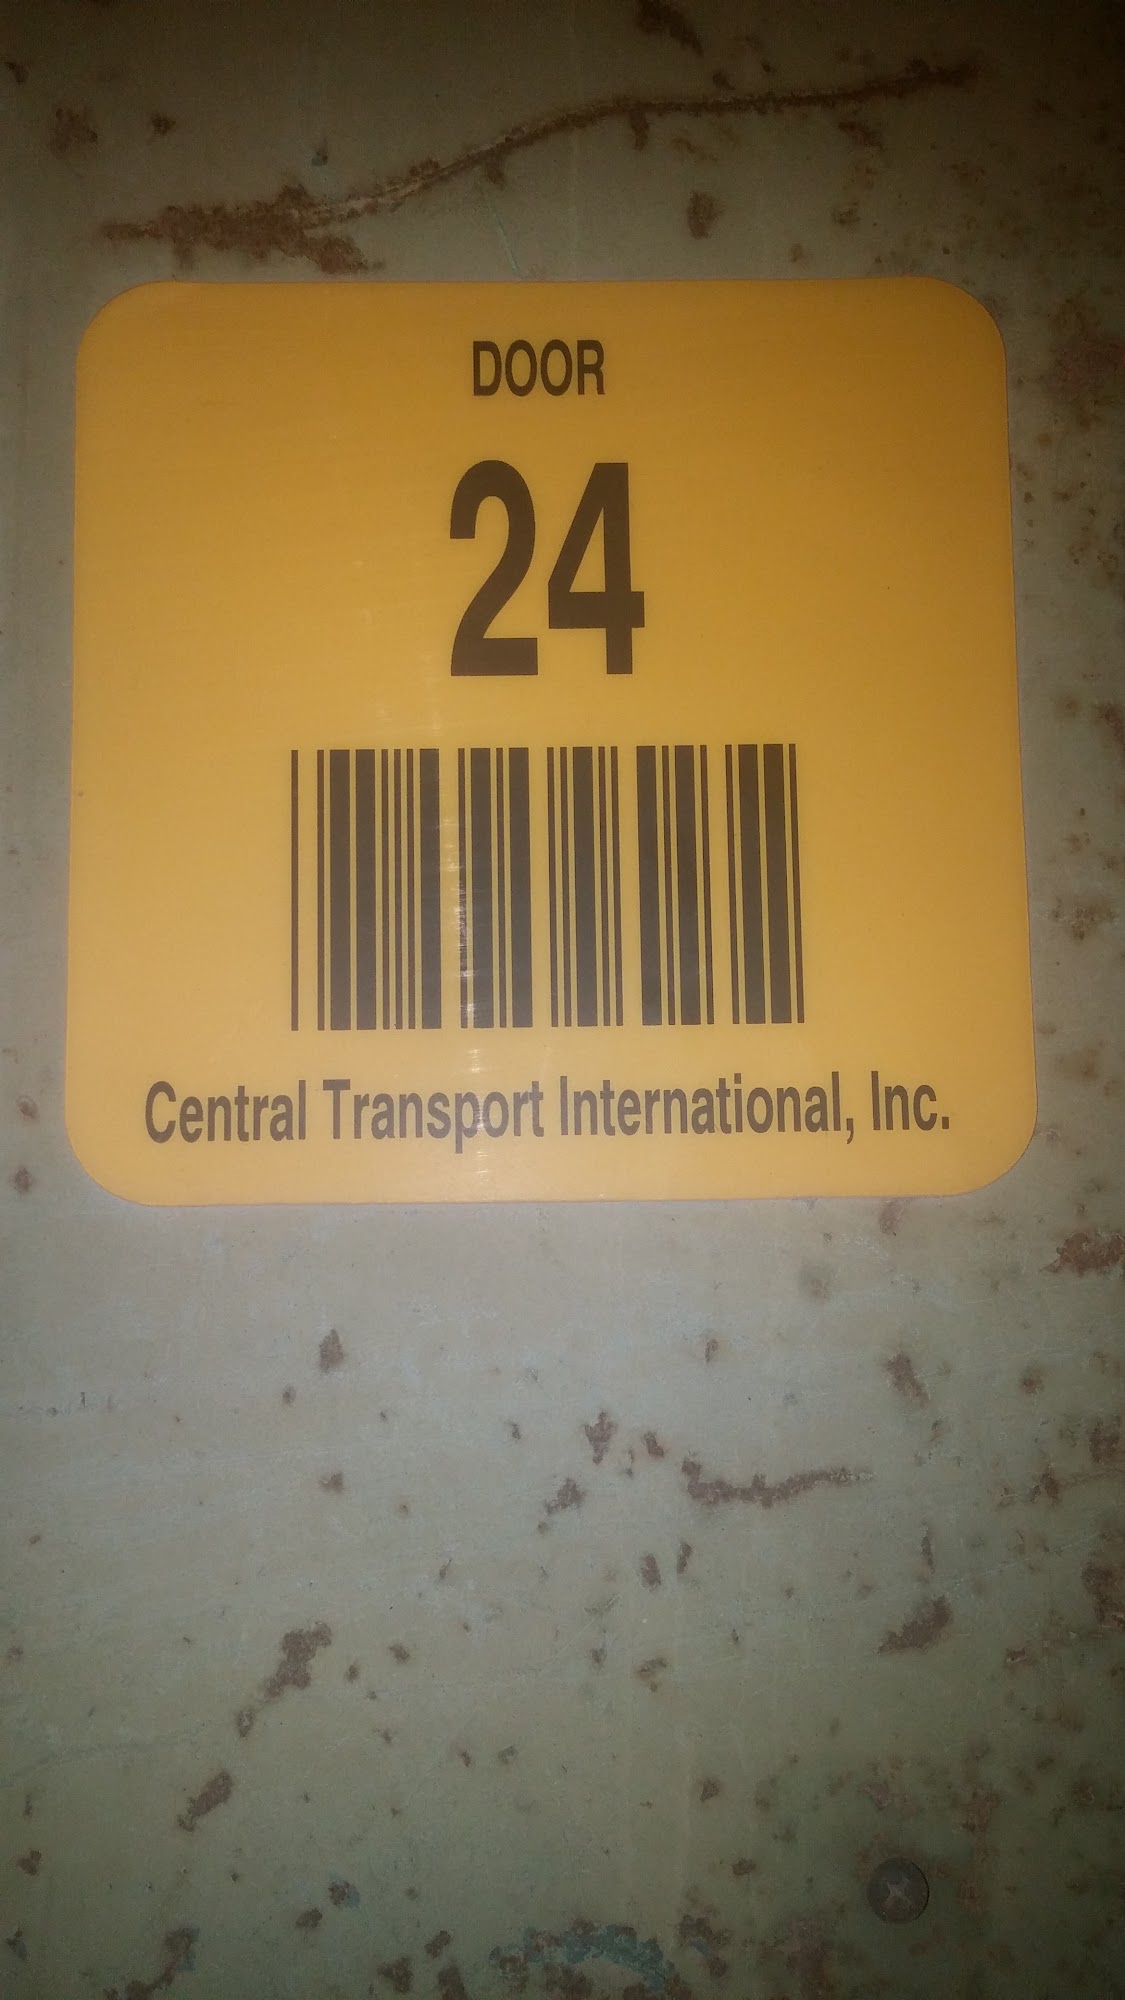 DOOR
24
Central Transport International, Inc.